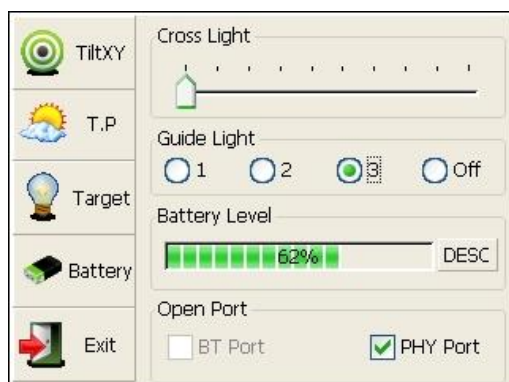 TiltXY
T.P
Target
Battery
Exit
Cross Light
Guide Light
1 2 3 Off
Battery Level
62% DESC
Open Port
BT Port PHY Port